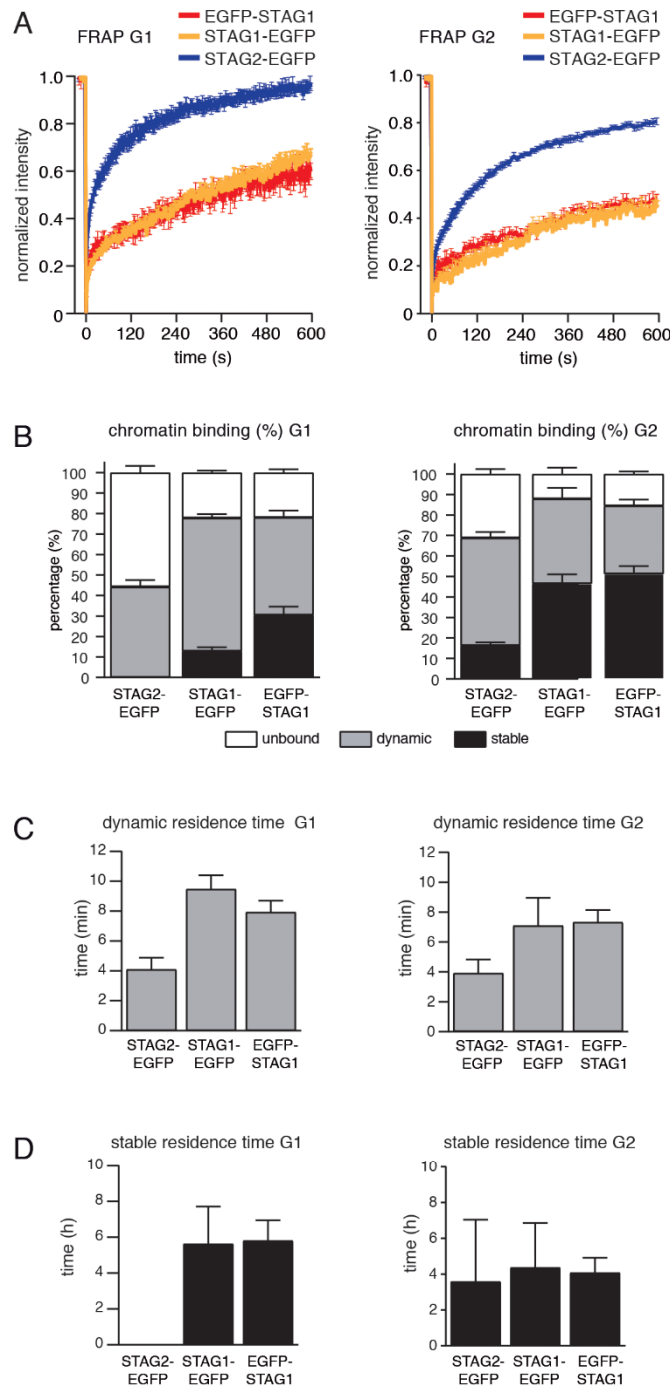 A
FRAP G1
EGFP-STAG1
STAG1-EGFP
STAG2-EGFP
normalized intensity
1.0
0.8
0.6
0.4
0.2
0
0 120 240 360 480 600
time (s)
FRAP G2
EGFP-STAG1
STAG1-EGFP
STAG2-EGFP
normalized intensity
1.0
0.8
0.6
0.4
0.2
0
0 120 240 360 480 600
time (s)
B
chromatin binding (%) G1
percentage (%)
100
90
80
70
60
50
40
30
20
10
0
STAG2- STAG1- EGFP-
EGFP EGFP STAG1
chromatin binding (%) G2
percentage (%)
100
90
80
70
60
50
40
30
20
10
0
STAG2- STAG1- EGFP-
EGFP EGFP STAG1
unbound dynamic stable
C
dynamic residence time G1
time (min)
12
10
8
6
4
2
0
STAG2- STAG1- EGFP-
EGFP EGFP STAG1
dynamic residence time G2
time (min)
12
10
8
6
4
2
0
STAG2- STAG1- EGFP-
EGFP EGFP STAG1
D
stable residence time G1
time (h)
10
8
6
4
2
0
STAG2- STAG1- EGFP-
EGFP EGFP STAG1
stable residence time G2
time (h)
10
8
6
4
2
0
STAG2- STAG1- EGFP-
EGFP EGFP STAG1